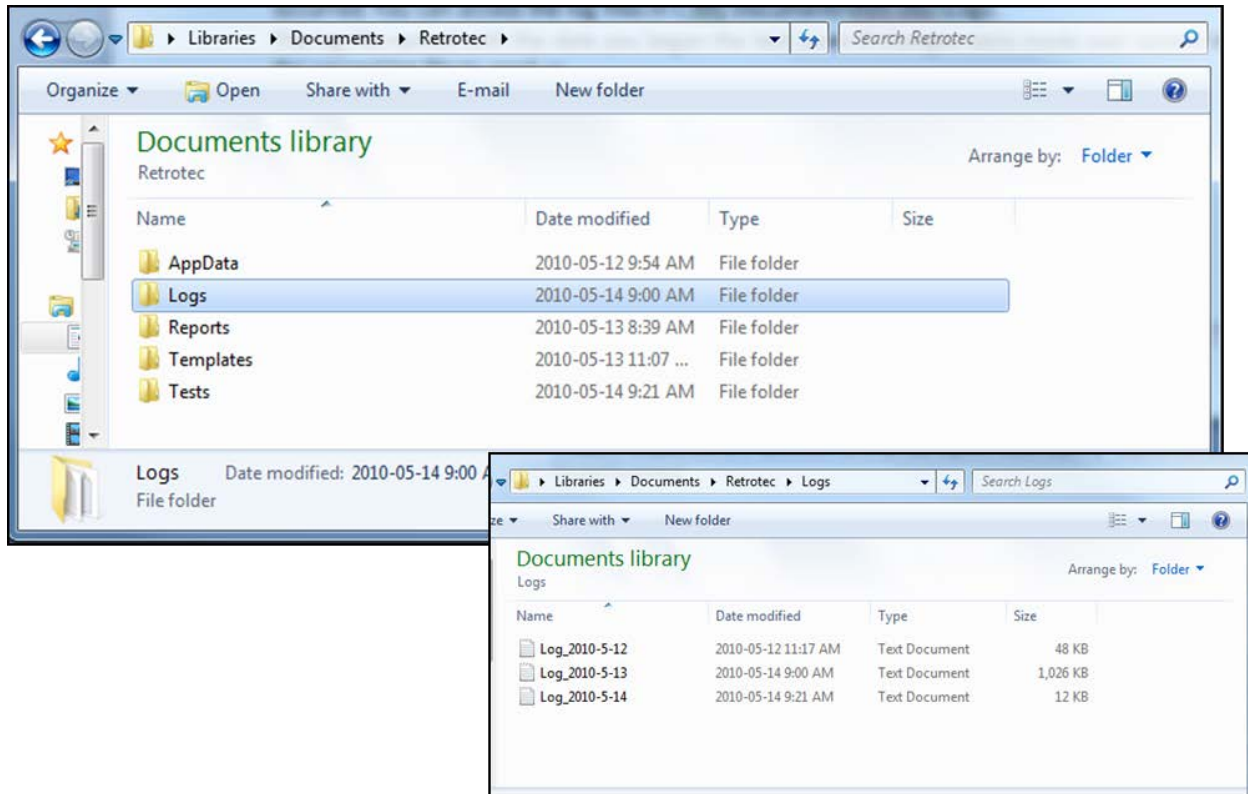 Libraries Documents Retrotec
Search Retrotec
Organize Open Share with E-mail New folder
Documents library
Retrotec
Arrange by: Folder
Name Date modified Type Size
AppData 2010-05-12 9:54 AM File folder
Logs 2010-05-14 9:00 AM File folder
Reports 2010-05-13 8:39 AM File folder
Templates 2010-05-13 11:07 ... File folder
Tests 2010-05-14 9:21 AM File folder
Logs Date modified: 2010-05-14 9:00 A
File folder
Libraries Documents Retrotec Logs
Search Logs
ze Share with New folder
Documents library
Logs
Arrange by: Folder
Name Date modified Type Size
Log_2010-5-12 2010-05-12 11:17 AM Text Document 48 KB
Log_2010-5-13 2010-05-14 9:00 AM Text Document 1,026 KB
Log_2010-5-14 2010-05-14 9:21 AM Text Document 12 KB